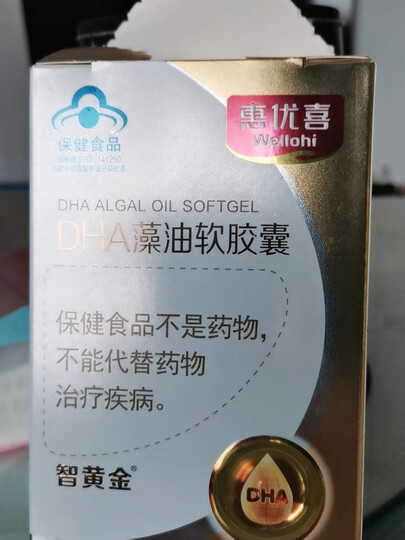 惠优喜
Wellohi
保健食品
DHA ALGAL OIL SOFTGEL
DHA藻油软胶囊
保健食品不是药物，
不能代替药物
治疗疾病。
智黄金®
DHA